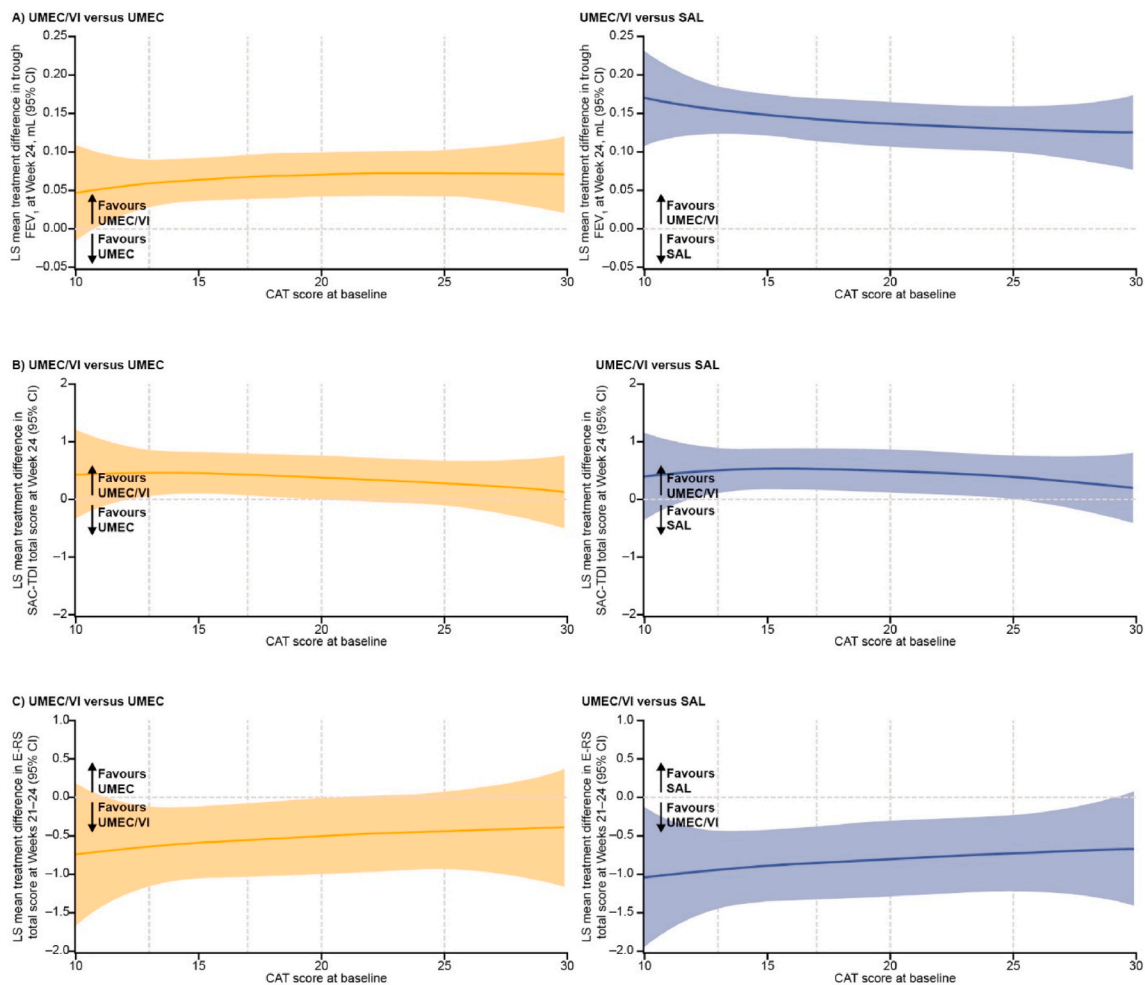 A) UMEC/VI versus UMEC
LS mean treatment difference in trough
FEV1 at Week 24, mL (95% CI)
0.25
0.20
0.15
0.10
0.05
0.00
–0.05
Favours
UMEC/VI
Favours
UMEC
10
15
20
25
30
CAT score at baseline
UMEC/VI versus SAL
LS mean treatment difference in trough
FEV1 at Week 24, mL (95% CI)
0.25
0.20
0.15
0.10
0.05
0.00
–0.05
Favours
UMEC/VI
Favours
SAL
10
15
20
25
30
CAT score at baseline
B) UMEC/VI versus UMEC
LS mean treatment difference in
SAC-TDI total score at Week 24 (95% CI)
2
1
0
–1
–2
Favours
UMEC/VI
Favours
UMEC
10
15
20
25
30
CAT score at baseline
UMEC/VI versus SAL
LS mean treatment difference in
SAC-TDI total score at Week 24 (95% CI)
2
1
0
–1
–2
Favours
UMEC/VI
Favours
SAL
10
15
20
25
30
CAT score at baseline
C) UMEC/VI versus UMEC
LS mean treatment difference in E-RS
total score at Weeks 21–24 (95% CI)
1.0
0.5
0.0
–0.5
–1.0
–1.5
–2.0
Favours
UMEC
Favours
UMEC/VI
10
15
20
25
30
CAT score at baseline
UMEC/VI versus SAL
LS mean treatment difference in E-RS
total score at Weeks 21–24 (95% CI)
1.0
0.5
0.0
–0.5
–1.0
–1.5
–2.0
Favours
SAL
Favours
UMEC/VI
10
15
20
25
30
CAT score at baseline